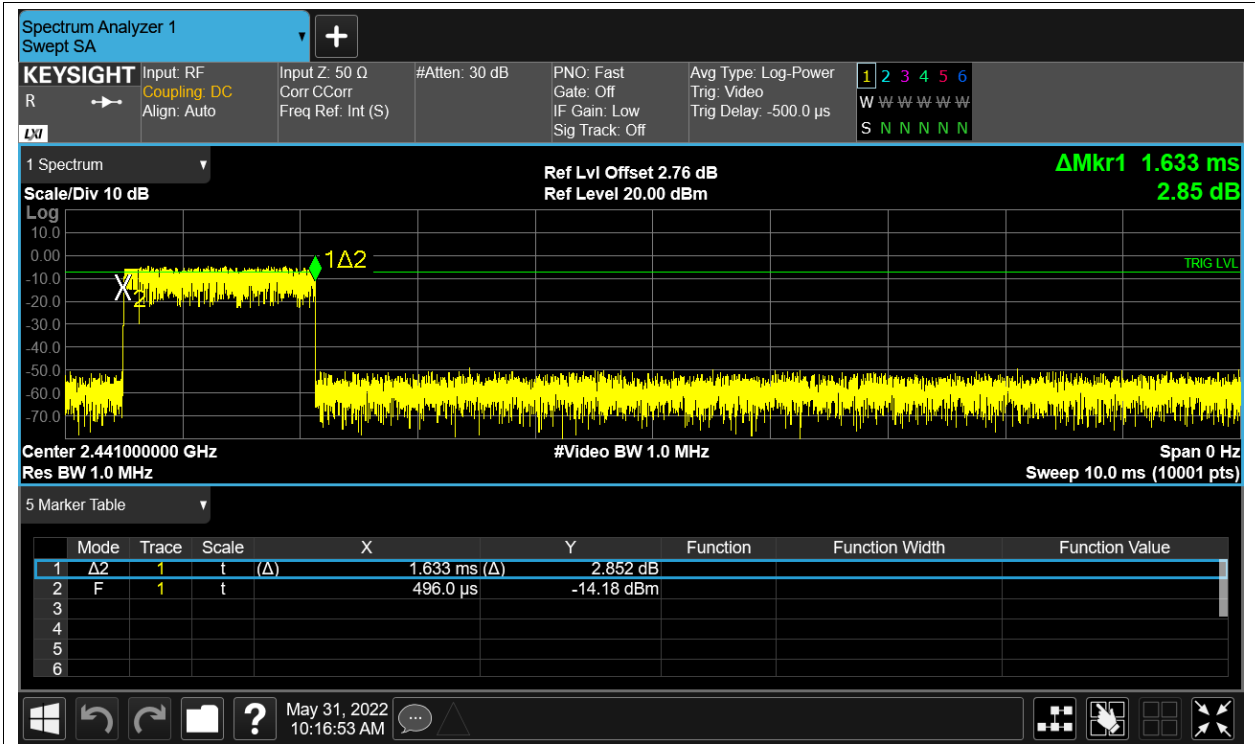 Spectrum Analyzer 1
Swept SA
KEYSIGHT Input: RF Input Z: 50 Ω #Atten: 30 dB PNO: Fast Avg Type: Log-Power 1 2 3 4 5 6
R Coupling: DC Corr CCorr Gate: Off Trig: Video W W W W W W
Align: Auto Freq Ref: Int (S) IF Gain: Low Trig Delay: -500.0 µs
LXI Sig Track: Off S N N N N N
1 Spectrum Ref Lvl Offset 2.76 dB ΔMkr1 1.633 ms
Scale/Div 10 dB Ref Level 20.00 dBm 2.85 dB
Log
10.0
0.00 1Δ2 TRIG LVL
-10.0 X
-20.0 2
-30.0
-40.0
-50.0
-60.0
-70.0
Center 2.441000000 GHz #Video BW 1.0 MHz Span 0 Hz
Res BW 1.0 MHz Sweep 10.0 ms (10001 pts)
5 Marker Table
Mode Trace Scale X Y Function Function Width Function Value
1 Δ2 1 t (Δ) 1.633 ms (Δ) 2.852 dB
2 F 1 t 496.0 µs -14.18 dBm
3
4
5
6
? May 31, 2022
10:16:53 AM